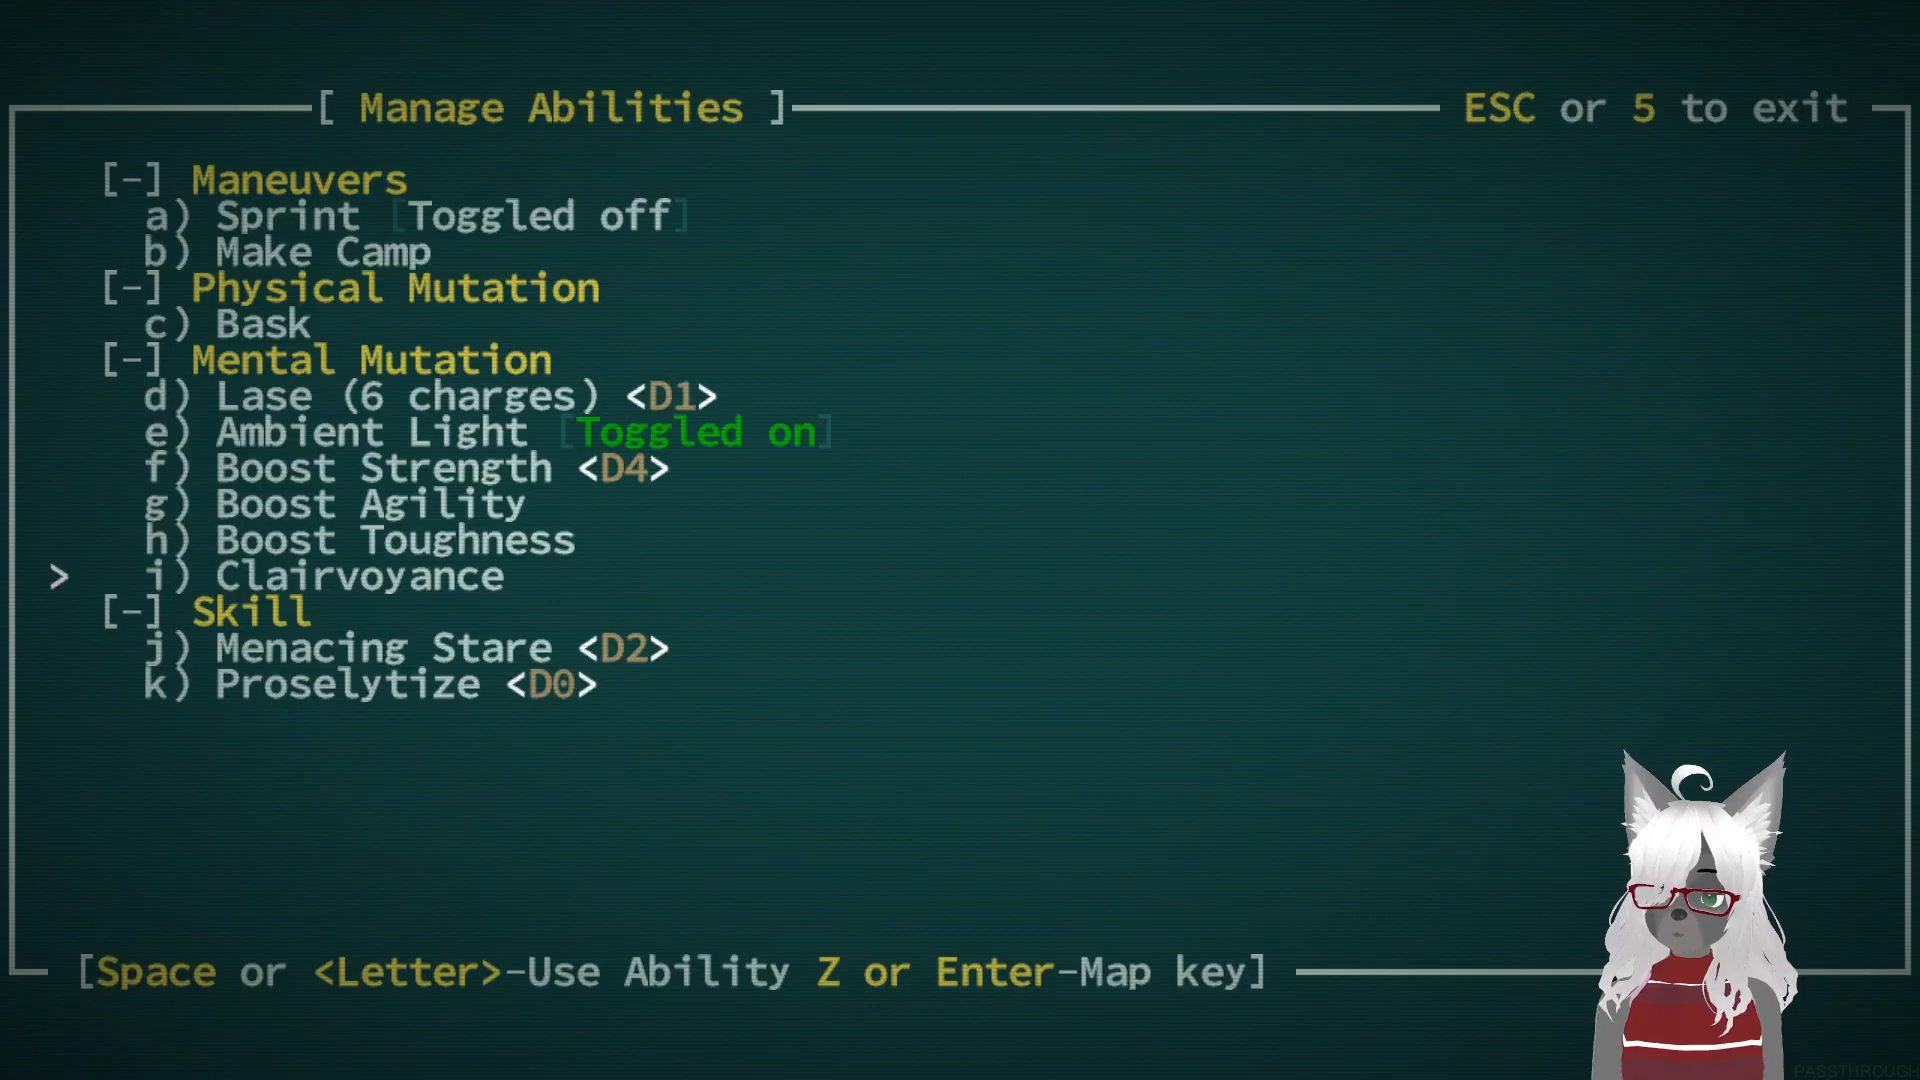 [ Manage Abilities ] ESC or 5 to exit
[-] Maneuvers
a) Sprint [Toggled off]
b) Make Camp
[-] Physical Mutation
c) Bask
[-] Mental Mutation
d) Lase (6 charges) <D1>
e) Ambient Light [Toggled on]
f) Boost Strength <D4>
g) Boost Agility
h) Boost Toughness
> i) Clairvoyance
[-] Skill
j) Menacing Stare <D2>
k) Proselytize <D0>
[Space or <Letter>-Use Ability Z or Enter-Map key]
PASSTHROUGH